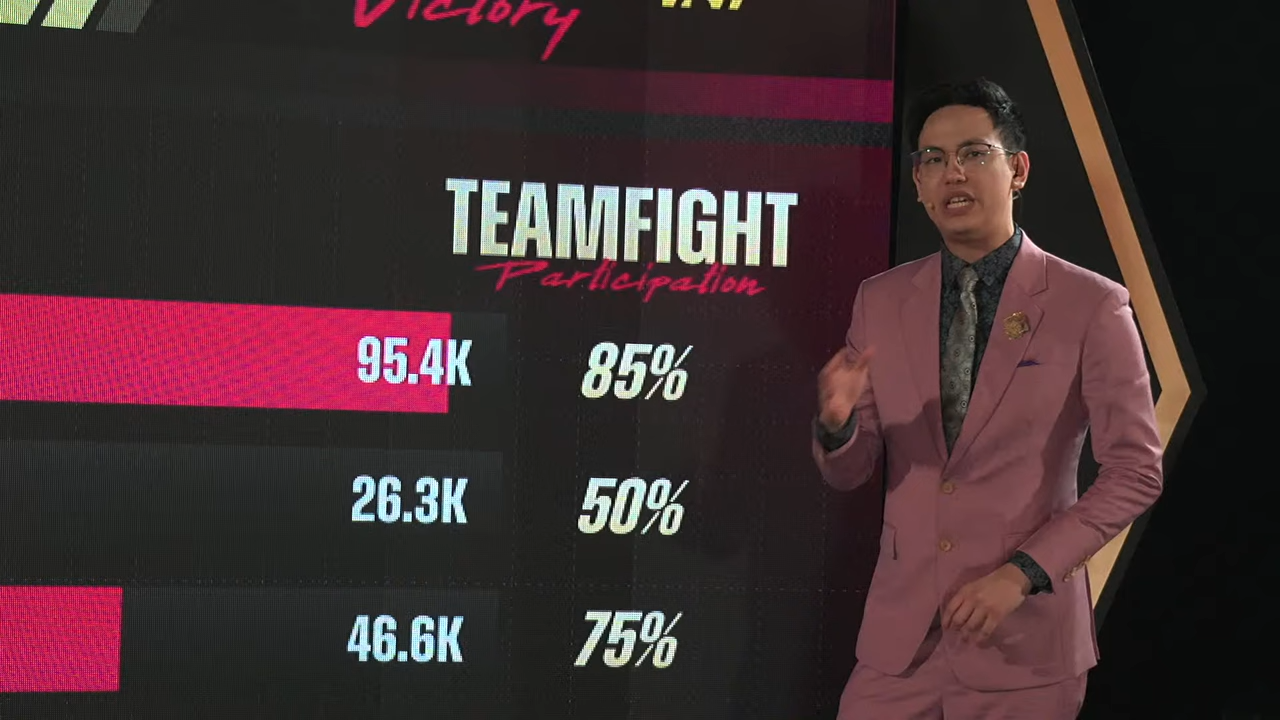 Victory
TEAMFIGHT
Participation
95.4K 85%
26.3K 50%
46.6K 75%